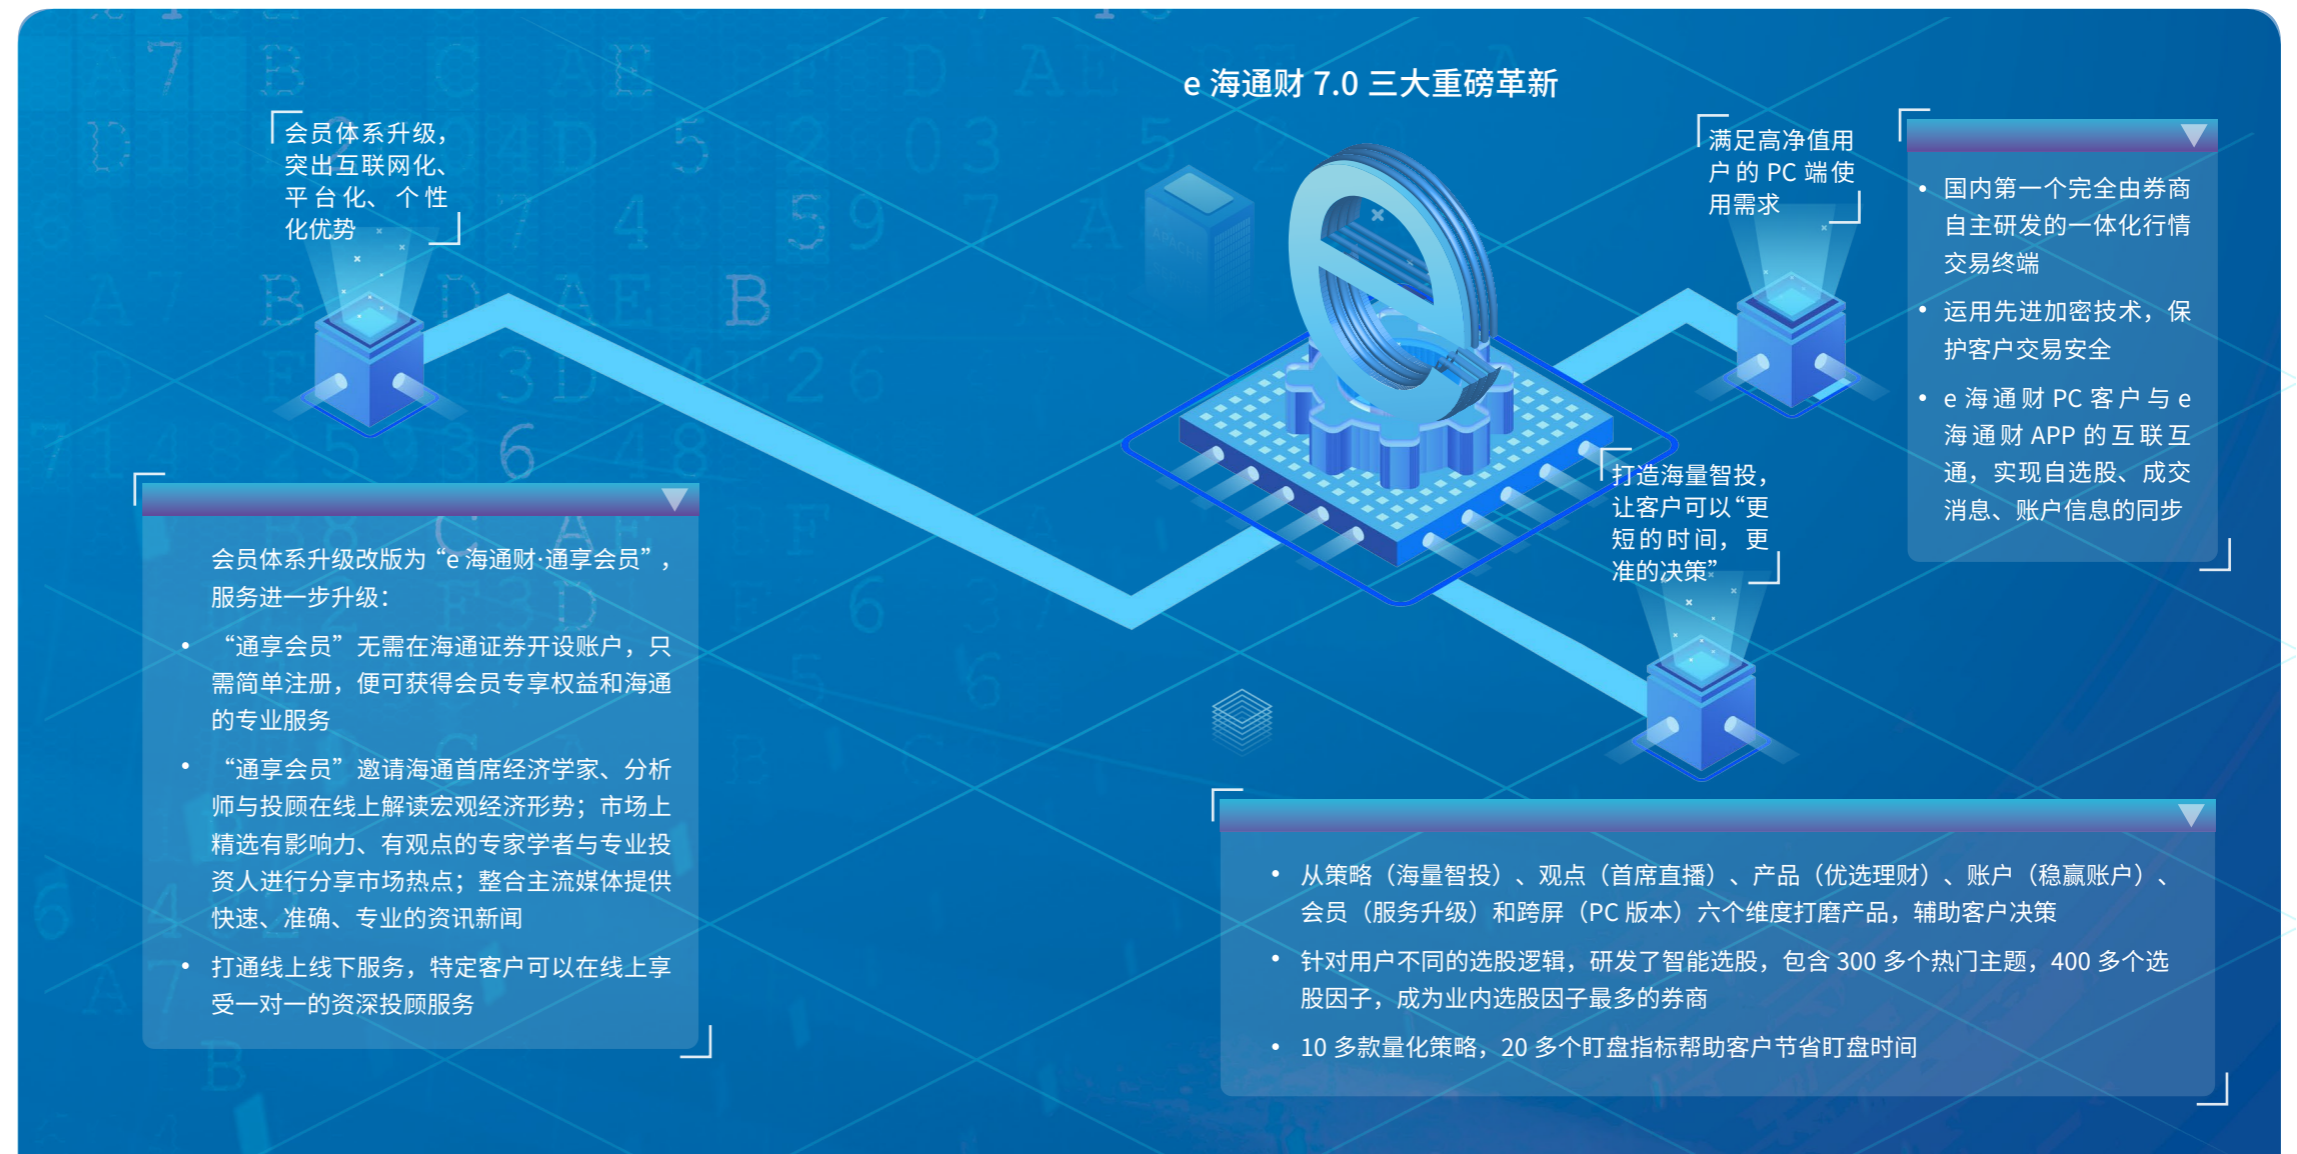 e 海通财 7.0 三大重磅革新
会员体系升级，
突出互联网化、
平台化、个性
化优势
会员体系升级改版为“e 海通财·通享会员”，
服务进一步升级：
• “通享会员”无需在海通证券开设账户，只
需简单注册，便可获得会员专享权益和海通
的专业服务
• “通享会员”邀请海通首席经济学家、分析
师与投顾在线上解读宏观经济形势；市场上
精选有影响力、有观点的专家学者与专业投
资人进行分享市场热点；整合主流媒体提供
快速、准确、专业的资讯新闻
• 打通线上线下服务，特定客户可以在线上享
受一对一的资深投顾服务
满足高净值用
户的 PC 端使
用需求
• 国内第一个完全由券商
自主研发的一体化行情
交易终端
• 运用先进加密技术，保
护客户交易安全
• e 海通财 PC 客户与 e
海通财 APP 的互联互
通，实现自选股、成交
消息、账户信息的同步
打造海量智投，
让客户可以“更
短的时间，更
准的决策”
• 从策略（海量智投）、观点（首席直播）、产品（优选理财）、账户（稳赢账户）、
会员（服务升级）和跨屏（PC 版本）六个维度打磨产品，辅助客户决策
• 针对用户不同的选股逻辑，研发了智能选股，包含 300 多个热门主题，400 多个选
股因子，成为业内选股因子最多的券商
• 10 多款量化策略，20 多个盯盘指标帮助客户节省盯盘时间